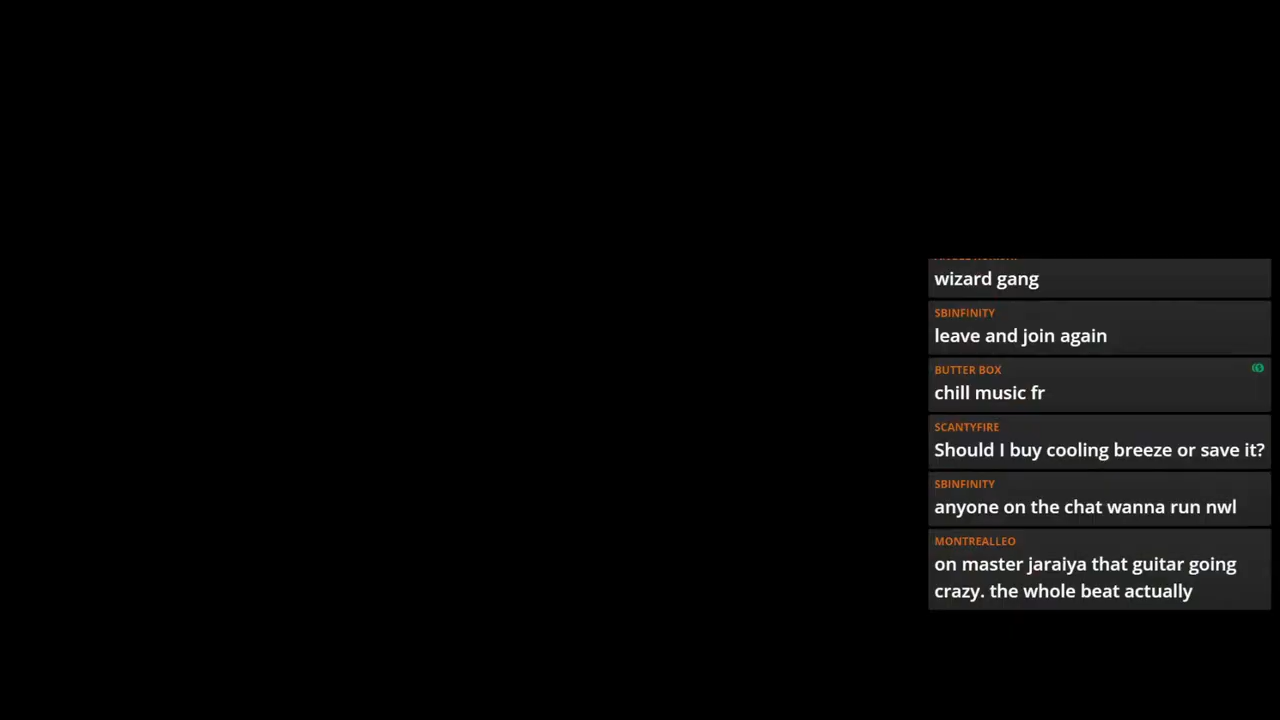 wizard gang
SBINFINITY
leave and join again
BUTTER BOX
chill music fr
SCANTYFIRE
Should I buy cooling breeze or save it?
SBINFINITY
anyone on the chat wanna run nwl
MONTREALLEO
on master jaraiya that guitar going
crazy. the whole beat actually